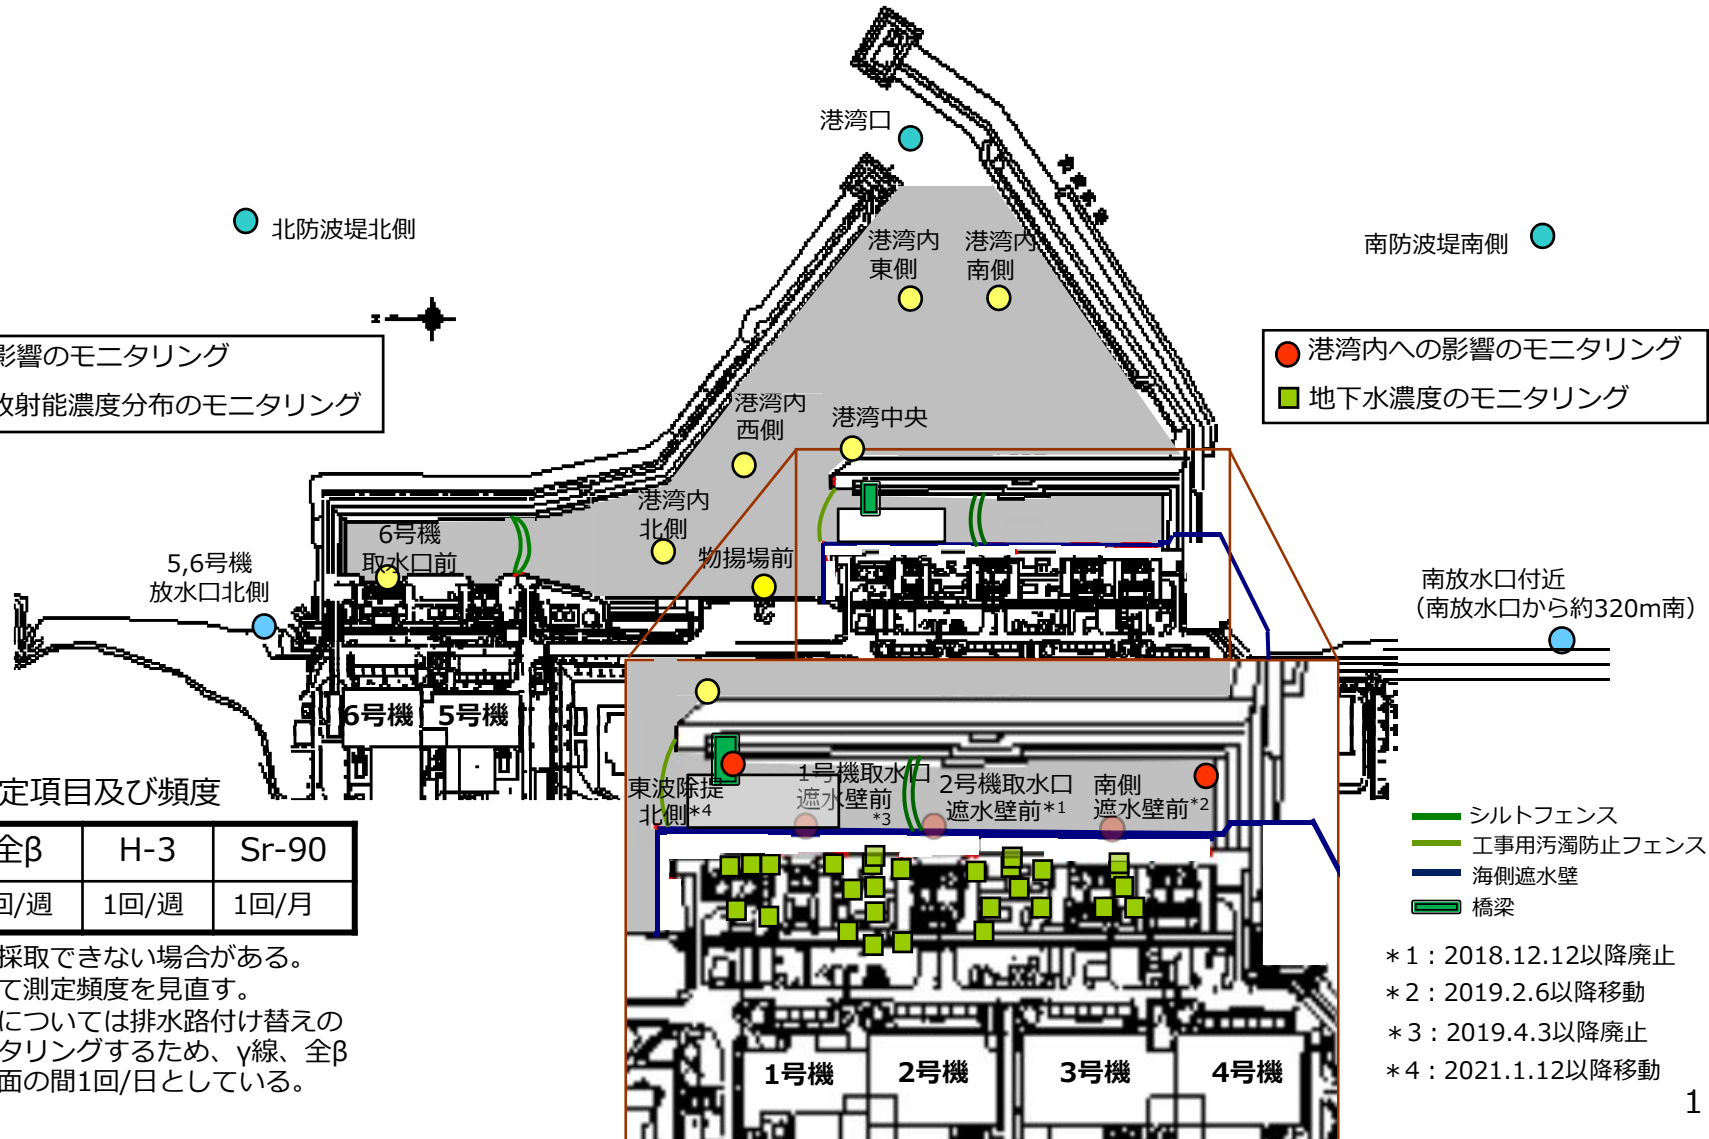 港湾口
北防波堤北側
南防波堤南側
港湾内
東側
港湾内
南側
影響のモニタリング
放射能濃度分布のモニタリング
港湾内への影響のモニタリング
地下水濃度のモニタリング
港湾内
西側
港湾中央
港湾内
北側
6号機
取水口前
物揚場前
5,6号機
放水口北側
南放水口付近
（南放水口から約320m南）
6号機
5号機
東波除堤
北側*4
1号機取水口
遮水壁前
*3
2号機取水口
遮水壁前*1
南側
遮水壁前*2
定項目及び頻度
全β H-3 Sr-90
回/週 1回/週 1回/月
採取できない場合がある。
て測定頻度を見直す。
については排水路付け替えの
タリングするため、γ線、全β
面の間1回/日としている。
シルトフェンス
工事用汚濁防止フェンス
海側遮水壁
橋梁
＊1：2018.12.12以降廃止
＊2：2019.2.6以降移動
＊3：2019.4.3以降廃止
＊4：2021.1.12以降移動
1号機
2号機
3号機
4号機
1